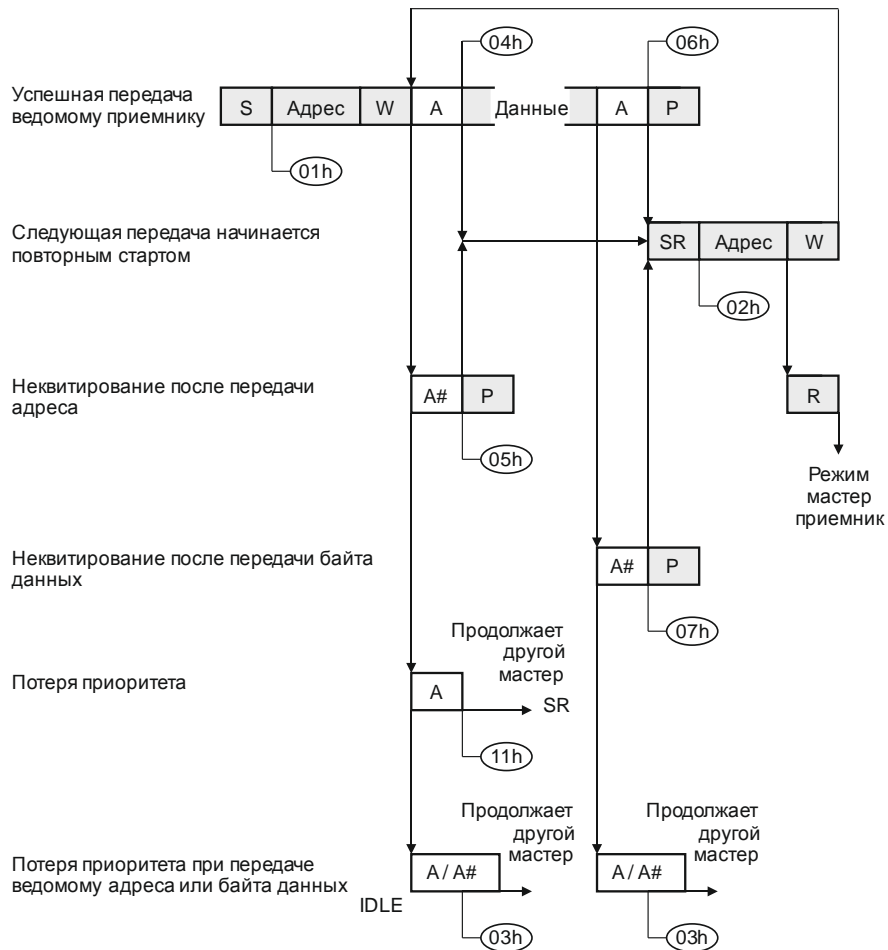 04h
06h
Успешная передача
ведомому приемнику
S Адрес W A Данные A P
01h
Следующая передача начинается
повторным стартом
SR Адрес W
02h
Неквитирование после передачи
адреса
A# P
R
05h
Режим
мастер
приемник
Неквитирование после передачи байта
данных
A# P
07h
Продолжает
другой
мастер
Потеря приоритета
A
SR
11h
Продолжает
другой
мастер
Продолжает
другой
мастер
Потеря приоритета при передаче
ведомому адреса или байта данных
A / A#
A / A#
IDLE
03h
03h